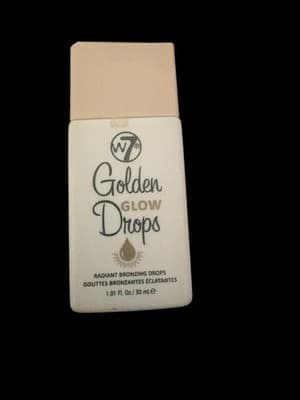 W7
Golden
GLOW
Drops
RADIANT BRONZING DROPS
GOUTTES BRONZANTES ÉCLATANTES
1.01 Fl. Oz / 30 mL e